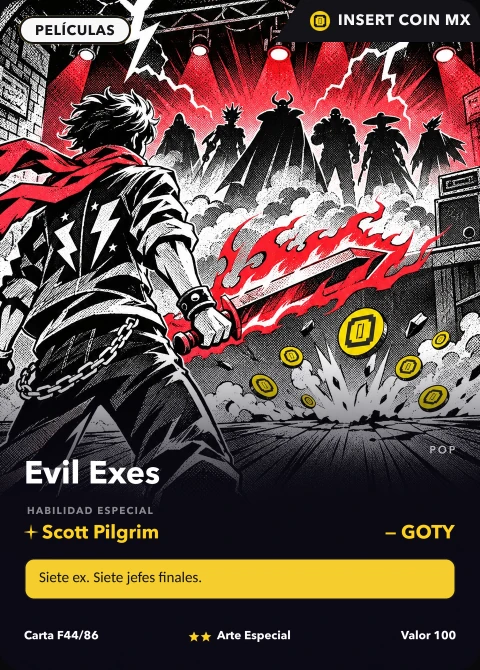 PELÍCULAS
INSERT COIN MX
POP
Evil Exes
HABILIDAD ESPECIAL
Scott Pilgrim
– GOTY
Siete ex. Siete jefes finales.
Carta F44/86
Arte Especial
Valor 100